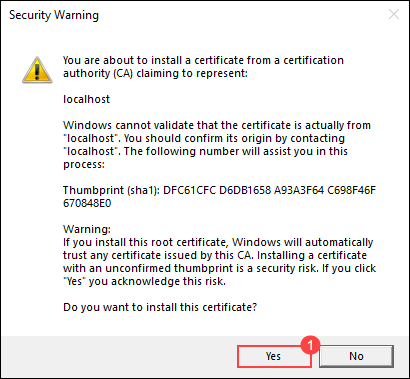 Security Warning
You are about to install a certificate from a certification
authority (CA) claiming to represent:
localhost
Windows cannot validate that the certificate is actually from
"localhost". You should confirm its origin by contacting
"localhost". The following number will assist you in this
process:
Thumbprint (sha1): DFC61CFC D6DB1658 A93A3F64 C698F46F
670848E0
Warning:
If you install this root certificate, Windows will automatically
trust any certificate issued by this CA. Installing a certificate
with an unconfirmed thumbprint is a security risk. If you click
"Yes" you acknowledge this risk.
Do you want to install this certificate?
Yes 1 No